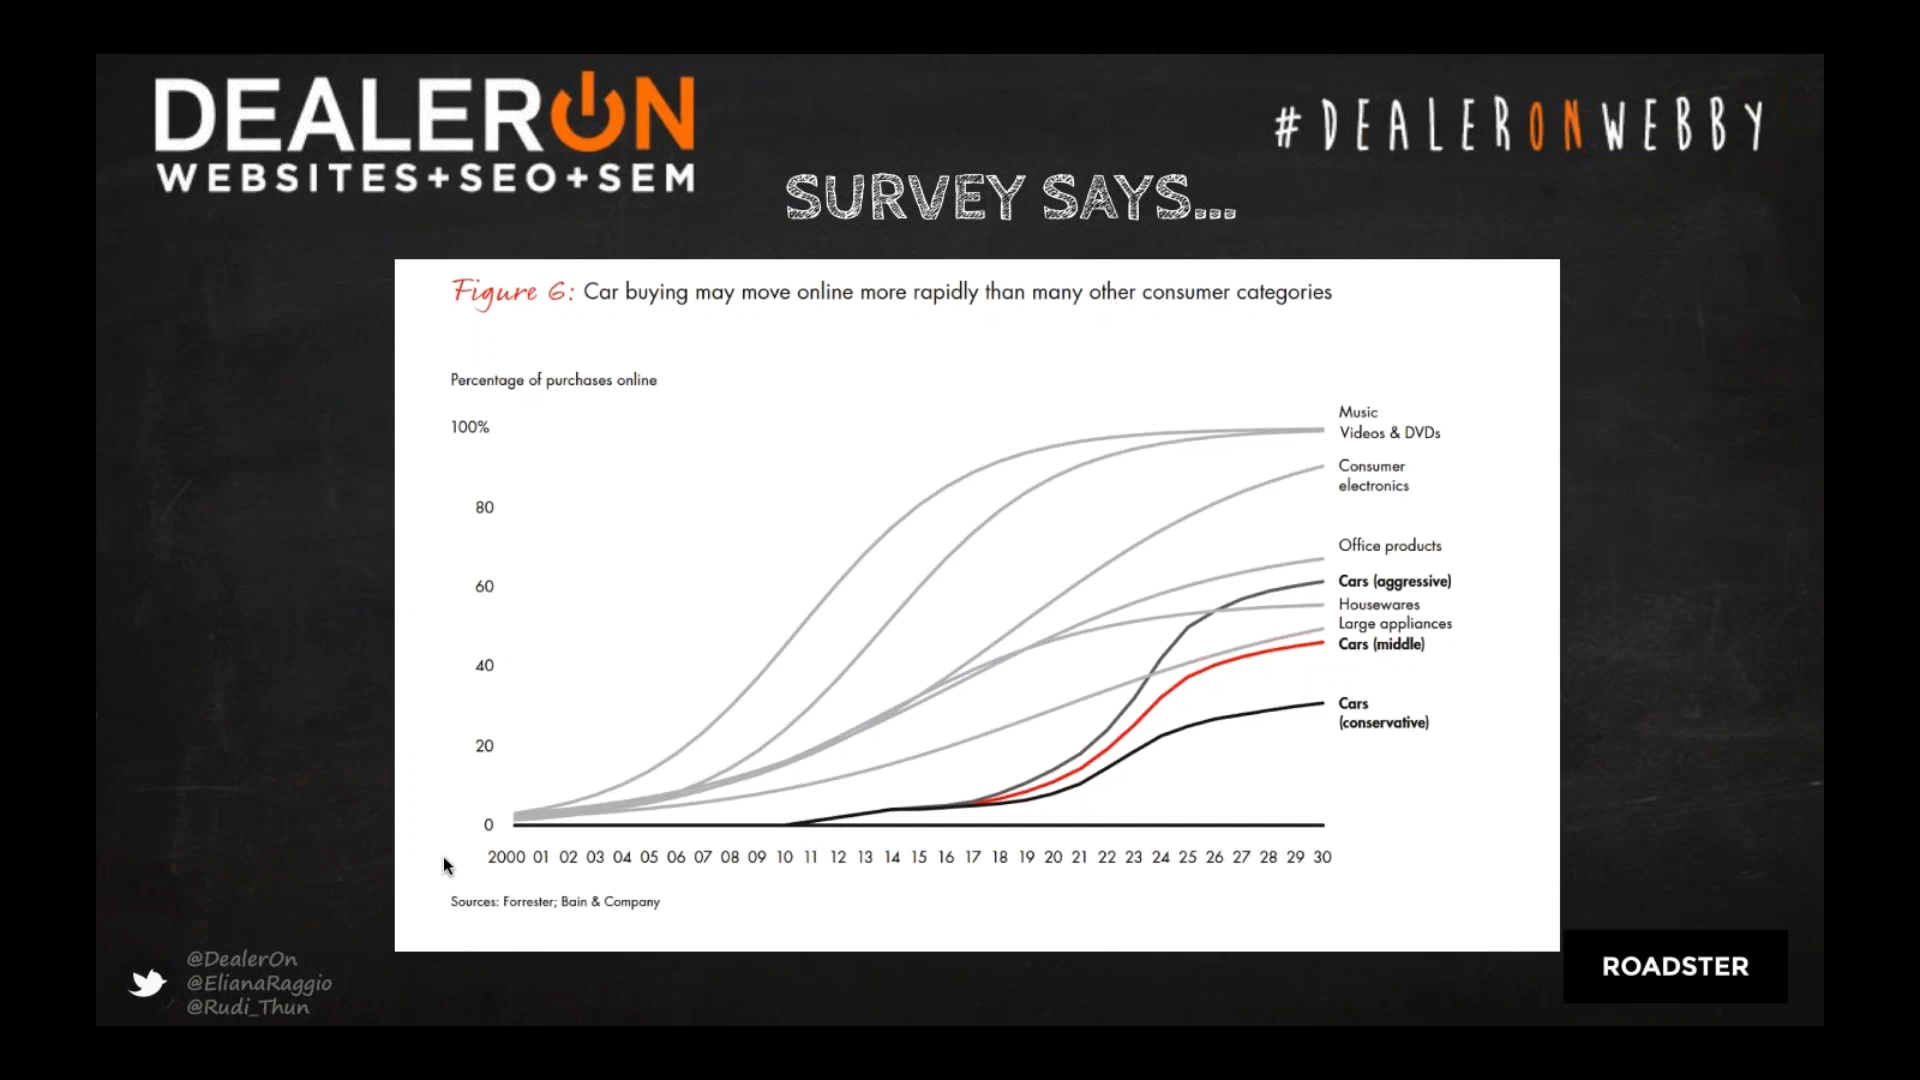 DEALERON
WEBSITES+SEO+SEM
#DEALERONWEBBY
SURVEY SAYS...
Figure 6: Car buying may move online more rapidly than many other consumer categories
Percentage of purchases online
100%
80
60
40
20
0
Music
Videos & DVDs
Consumer
electronics
Office products
Cars (aggressive)
Housewares
Large appliances
Cars (middle)
Cars
(conservative)
2000 01 02 03 04 05 06 07 08 09 10 11 12 13 14 15 16 17 18 19 20 21 22 23 24 25 26 27 28 29 30
Sources: Forrester; Bain & Company
@DealerOn
@ElianaRaggio
@Rudi_Thun
ROADSTER